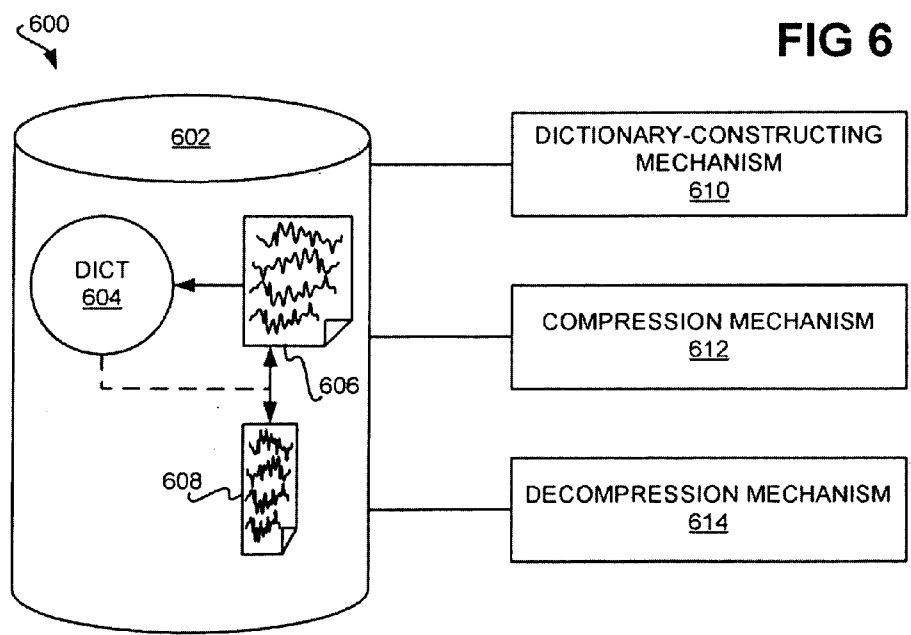 600
FIG 6
602
DICTIONARY-CONSTRUCTING
MECHANISM
610
DICT
604
COMPRESSION MECHANISM
612
606
608
DECOMPRESSION MECHANISM
614